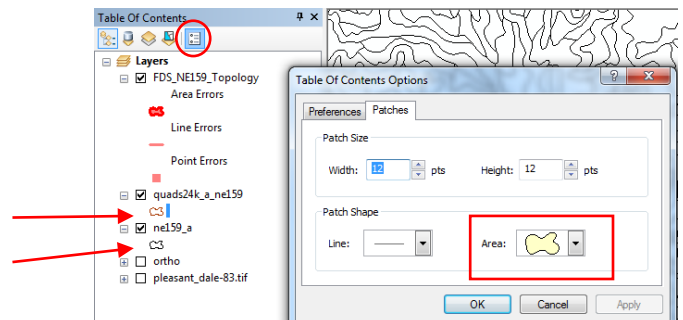 Table Of Contents
Layers
FDS_NE159_Topology
Area Errors
Line Errors
Point Errors
quads24k_a_ne159
ne159_a
ortho
pleasant_dale-83.tif
Table Of Contents Options
Preferences Patches
Patch Size
Width: 12 pts Height: 12 pts
Patch Shape
Line: Area:
OK Cancel Apply